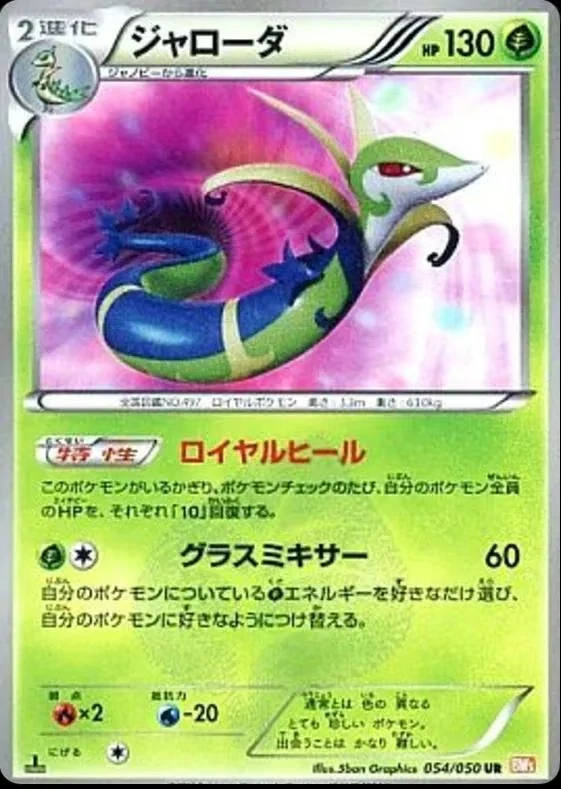 2進化
ジャローダ
HP 130
ジャノビーから進化
全国図鑑NO.497 ロイヤルポケモン 高さ:3.3m 重さ:63.0kg
とくせい
特性
ロイヤルヒール
このポケモンがいるかぎり、ポケモンチェックのたび、自分のポケモン全員
のHPを、それぞれ「10」回復する。
グラスミキサー 60
自分のポケモンについているエネルギーを好きなだけ選び、
自分のポケモンに好きなようにつけ替える。
弱点 抵抗力
×2 -20
にげる
通常とは 色の 異なる
とても 珍しい ポケモン。
出会うことは かなり 難しい。
illus.5ban Graphics 054/050 UR